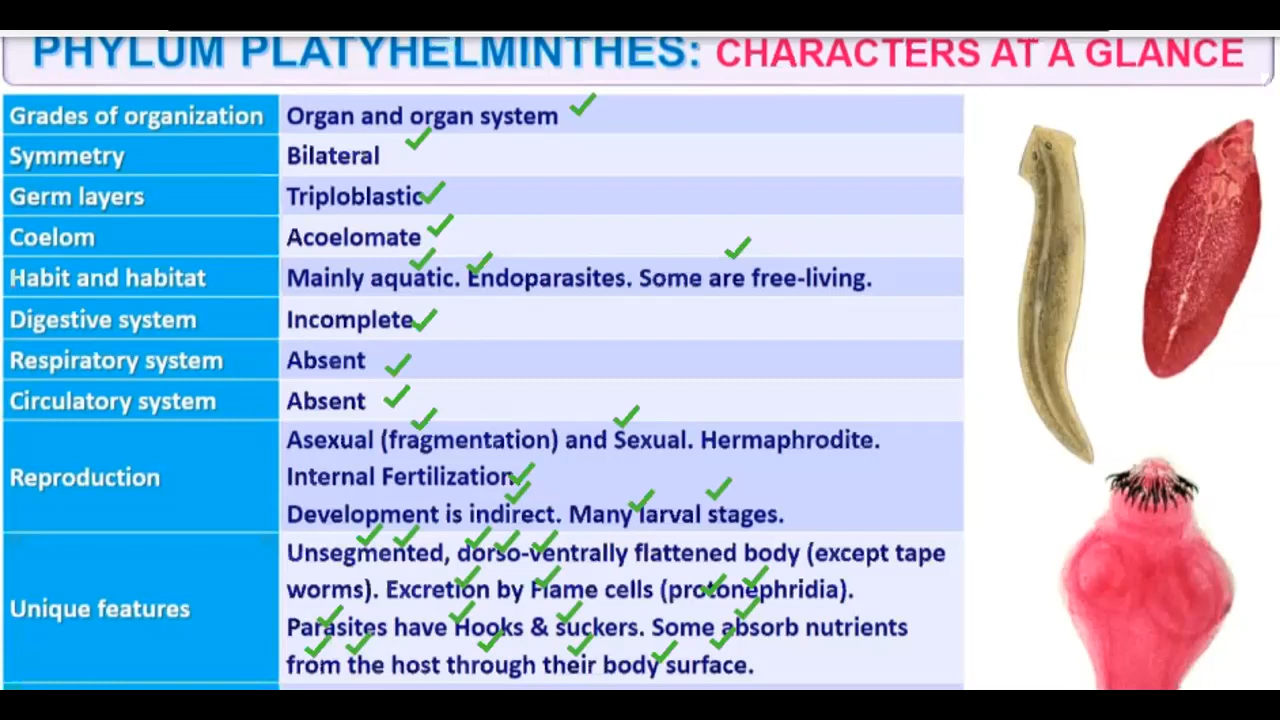 PHYLUM PLATYHELMINTHES: CHARACTERS AT A GLANCE
Grades of organization Organ and organ system
Symmetry Bilateral
Germ layers Triploblastic
Coelom Acoelomate
Habit and habitat Mainly aquatic. Endoparasites. Some are free-living.
Digestive system Incomplete
Respiratory system Absent
Circulatory system Absent
Reproduction
Asexual (fragmentation) and Sexual. Hermaphrodite.
Internal Fertilization.
Development is indirect. Many larval stages.
Unique features
Unsegmented, dorso-ventrally flattened body (except tape
worms). Excretion by Flame cells (protonephridia).
Parasites have Hooks & suckers. Some absorb nutrients
from the host through their body surface.